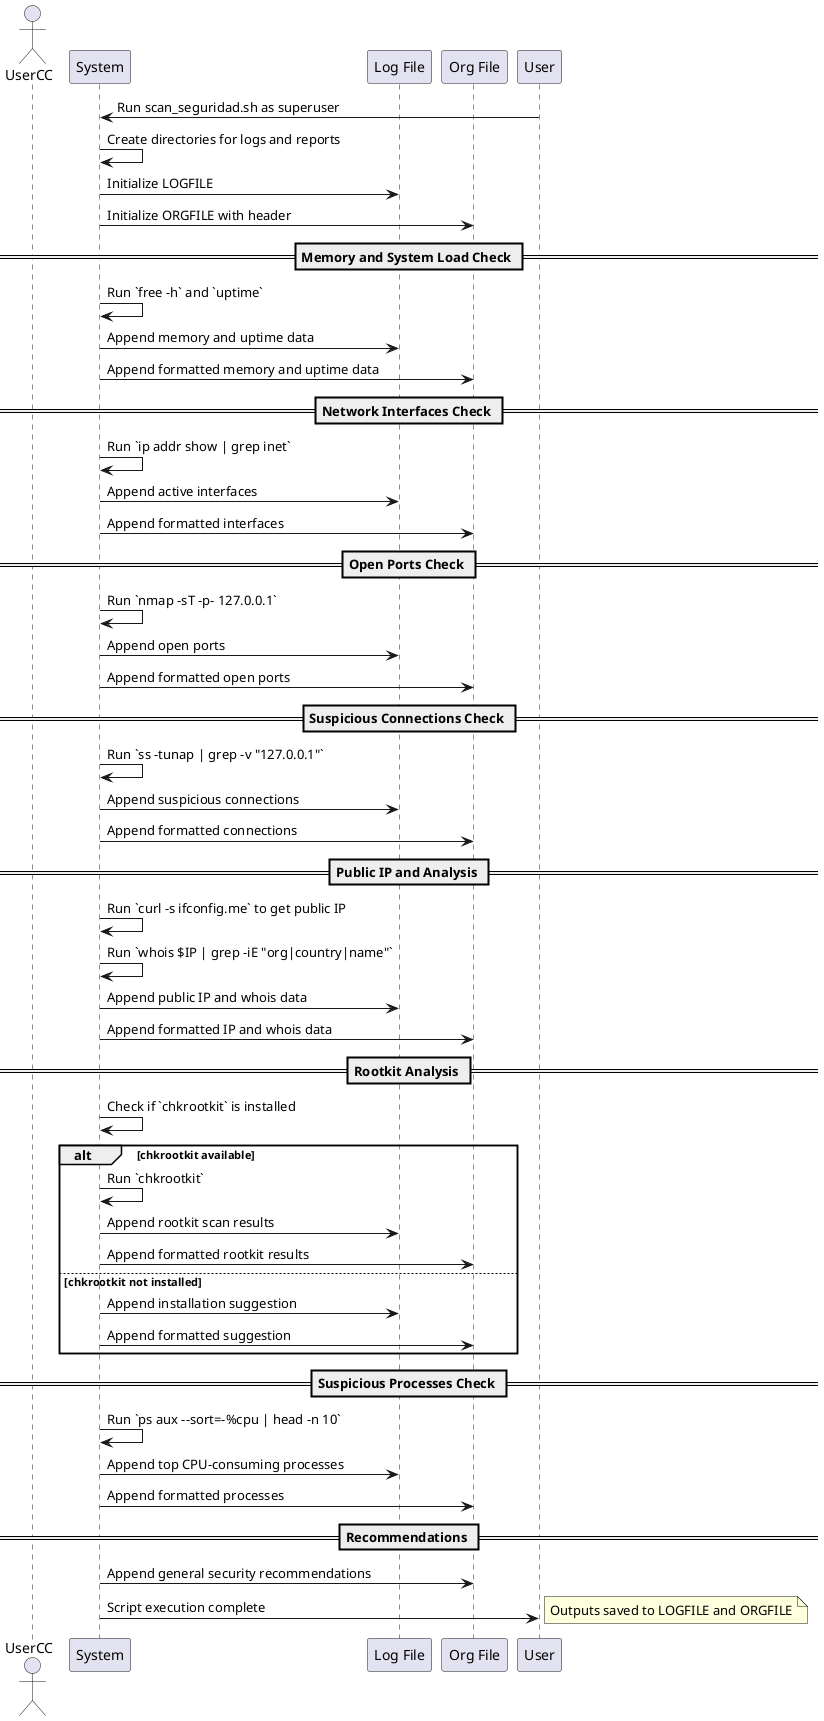 UserCC
System
Log File
Org File
User
Run scan_seguridad.sh as superuser
Create directories for logs and reports
Initialize LOGFILE
Initialize ORGFILE with header
Memory and System Load Check
Run `free -h` and `uptime`
Append memory and uptime data
Append formatted memory and uptime data
Network Interfaces Check
Run `ip addr show | grep inet`
Append active interfaces
Append formatted interfaces
Open Ports Check
Run `nmap -sT -p- 127.0.0.1`
Append open ports
Append formatted open ports
Suspicious Connections Check
Run `ss -tunap | grep -v "127.0.0.1"`
Append suspicious connections
Append formatted connections
Public IP and Analysis
Run `curl -s ifconfig.me` to get public IP
Run `whois $IP | grep -iE "org|country|name"`
Append public IP and whois data
Append formatted IP and whois data
Rootkit Analysis
Check if `chkrootkit` is installed
alt [chkrootkit available]
Run `chkrootkit`
Append rootkit scan results
Append formatted rootkit results
[chkrootkit not installed]
Append installation suggestion
Append formatted suggestion
Suspicious Processes Check
Run `ps aux --sort=-%cpu | head -n 10`
Append top CPU-consuming processes
Append formatted processes
Recommendations
Append general security recommendations
Script execution complete
Outputs saved to LOGFILE and ORGFILE
UserCC
System
Log File
Org File
User